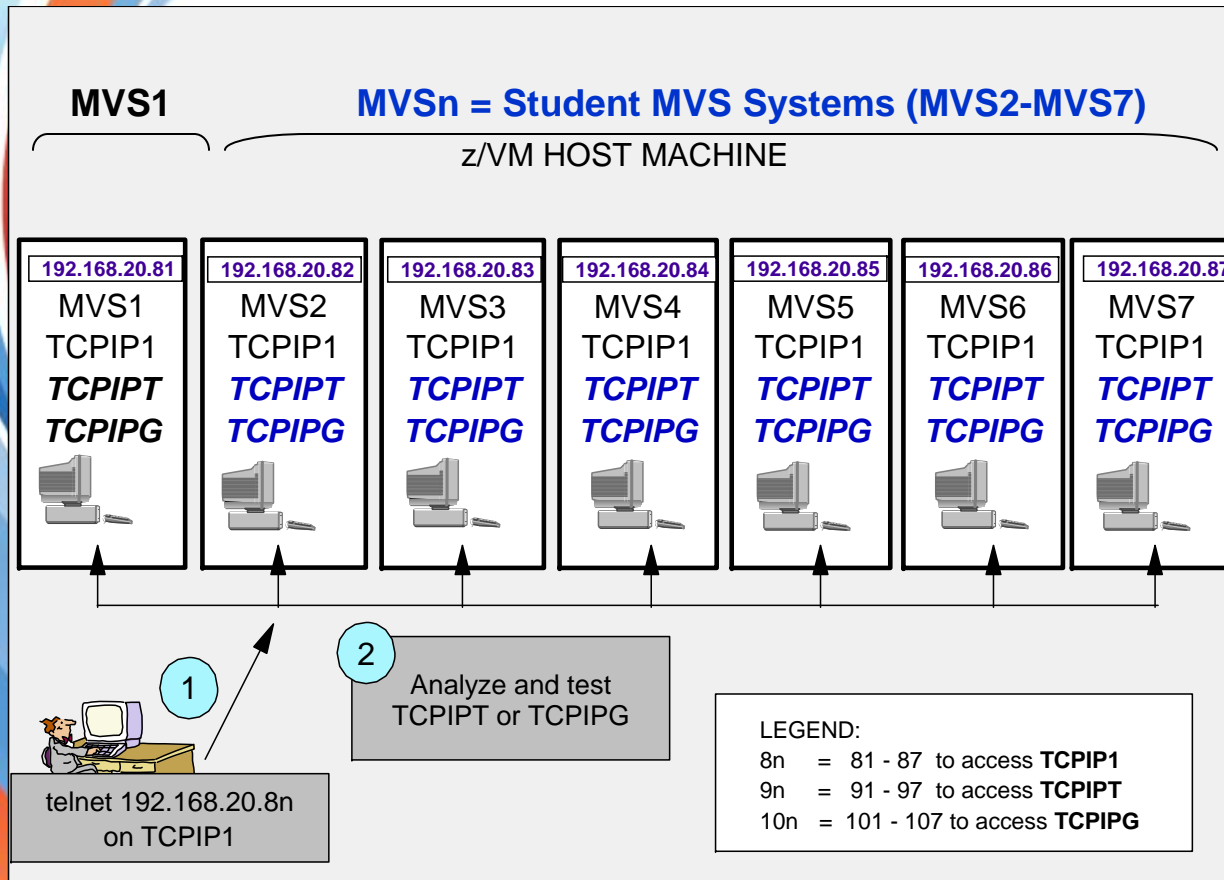 MVS1
MVSn = Student MVS Systems (MVS2-MVS7)
z/VM HOST MACHINE
192.168.20.81
MVS1
TCPIP1
TCPIPT
TCPIPG
192.168.20.82
MVS2
TCPIP1
TCPIPT
TCPIPG
192.168.20.83
MVS3
TCPIP1
TCPIPT
TCPIPG
192.168.20.84
MVS4
TCPIP1
TCPIPT
TCPIPG
192.168.20.85
MVS5
TCPIP1
TCPIPT
TCPIPG
192.168.20.86
MVS6
TCPIP1
TCPIPT
TCPIPG
192.168.20.87
MVS7
TCPIP1
TCPIPT
TCPIPG
1
telnet 192.168.20.8n
on TCPIP1
2
Analyze and test
TCPIPT or TCPIPG
LEGEND:
8n = 81 - 87 to access TCPIP1
9n = 91 - 97 to access TCPIPT
10n = 101 - 107 to access TCPIPG